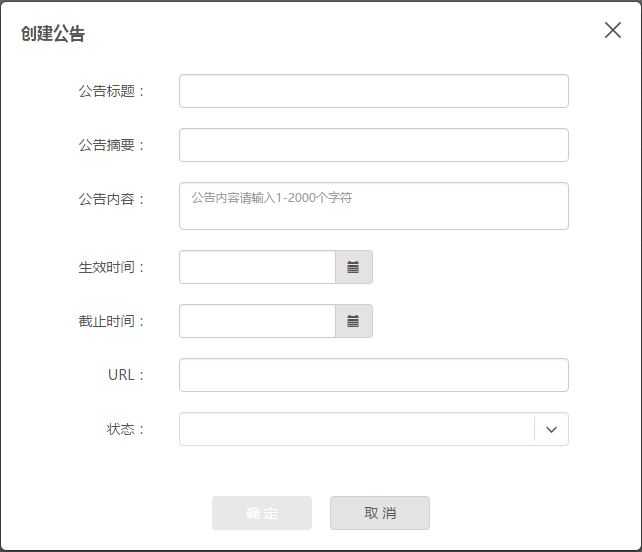 创建公告
公告标题：
公告摘要：
公告内容： 公告内容请输入1-2000个字符
生效时间：
截止时间：
URL：
状态：
确 定 取 消